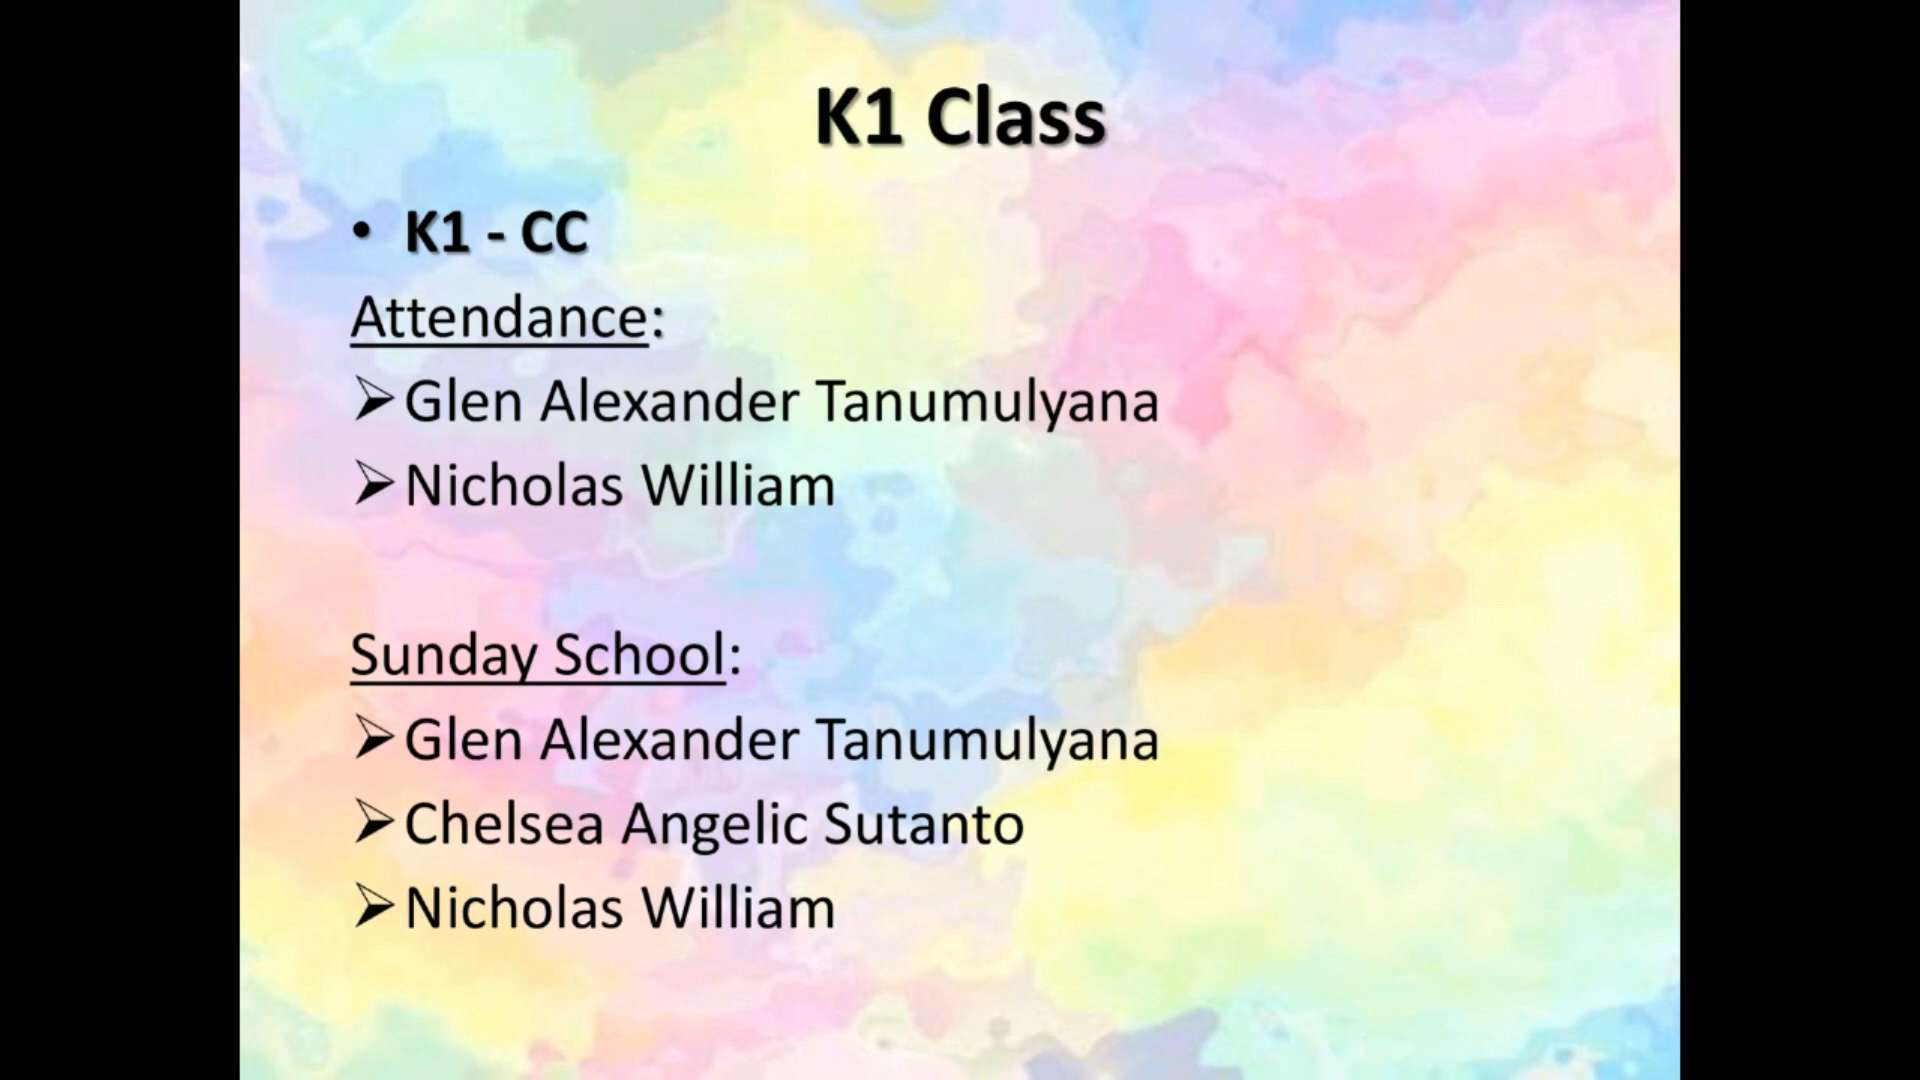 K1 Class
• K1 - CC
Attendance:
➢Glen Alexander Tanumulyana
➢Nicholas William
Sunday School:
➢Glen Alexander Tanumulyana
➢Chelsea Angelic Sutanto
➢Nicholas William